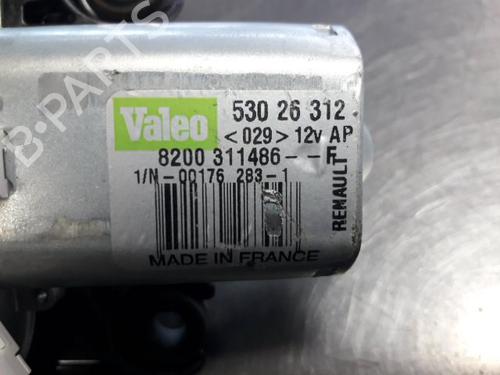 B-PARTS
Valeo
530 26 312
<029> 12v AP
8200 311486--F
1/N-00176 283-1
RENAULT
MADE IN FRANCE